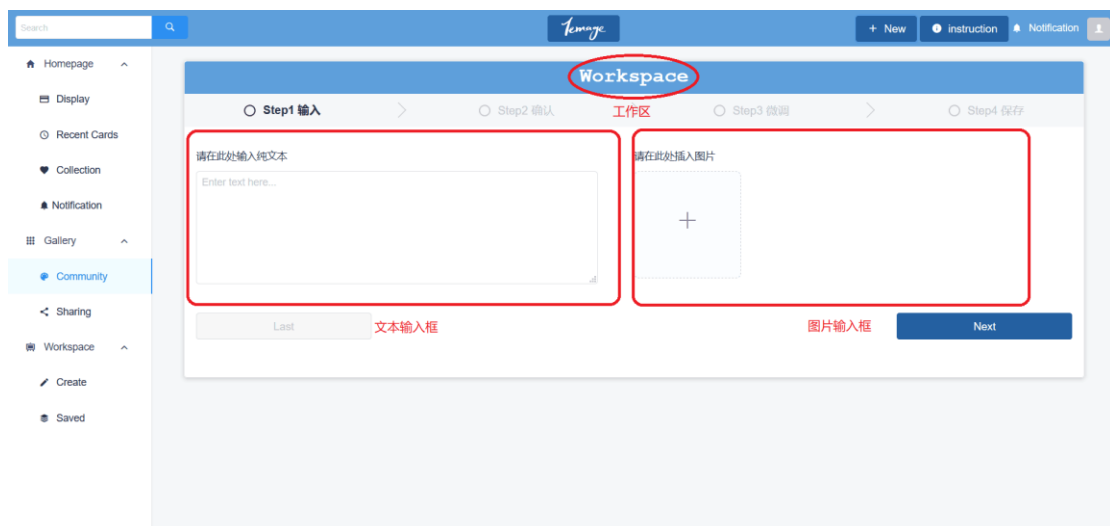 Search
Temage
+ New
instruction
Notification
Homepage
Display
Recent Cards
Collection
Notification
Gallery
Community
Sharing
Workspace
Create
Saved
Workspace
Step1 输入
Step2 确认
工作区
Step3 微调
Step4 保存
请在此处输入纯文本
Enter text here...
请在此处插入图片
Last
文本输入框
图片输入框
Next